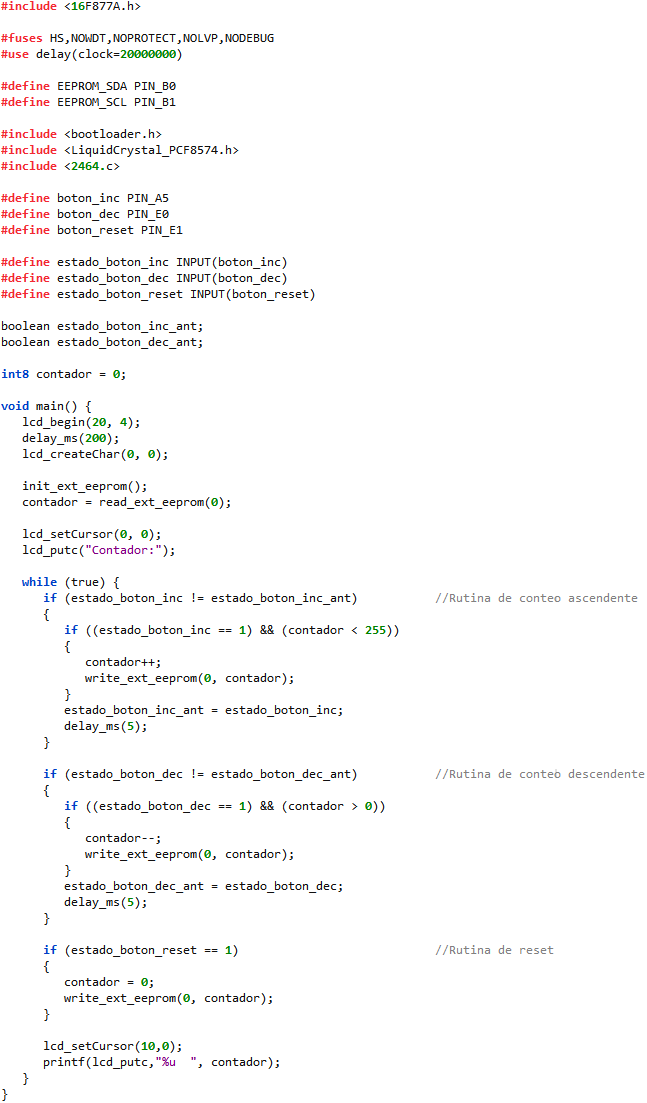 #include <16F877A.h>

#fuses HS,NOWDT,NOPROTECT,NOLVP,NODEBUG
#use delay(clock=20000000)

#define EEPROM_SDA PIN_B0
#define EEPROM_SCL PIN_B1

#include <bootloader.h>
#include <LiquidCrystal_PCF8574.h>
#include <2464.c>

#define boton_inc PIN_A5
#define boton_dec PIN_E0
#define boton_reset PIN_E1

#define estado_boton_inc INPUT(boton_inc)
#define estado_boton_dec INPUT(boton_dec)
#define estado_boton_reset INPUT(boton_reset)

boolean estado_boton_inc_ant;
boolean estado_boton_dec_ant;

int8 contador = 0;

void main() {
   lcd_begin(20, 4);
   delay_ms(200);
   lcd_createChar(0, 0);

   init_ext_eeprom();
   contador = read_ext_eeprom(0);

   lcd_setCursor(0, 0);
   lcd_putc("Contador:");

   while (true) {
      if (estado_boton_inc != estado_boton_inc_ant)           //Rutina de conteo ascendente
      {
         if ((estado_boton_inc == 1) && (contador < 255))
         {
            contador++;
            write_ext_eeprom(0, contador);
         }
         estado_boton_inc_ant = estado_boton_inc;
         delay_ms(5);
      }

      if (estado_boton_dec != estado_boton_dec_ant)           //Rutina de conteo descendente
      {
         if ((estado_boton_dec == 1) && (contador > 0))
         {
            contador--;
            write_ext_eeprom(0, contador);
         }
         estado_boton_dec_ant = estado_boton_dec;
         delay_ms(5);
      }

      if (estado_boton_reset == 1)                            //Rutina de reset
      {
         contador = 0;
         write_ext_eeprom(0, contador);
      }

      lcd_setCursor(10,0);
      printf(lcd_putc,"%u  ", contador);
   }
}